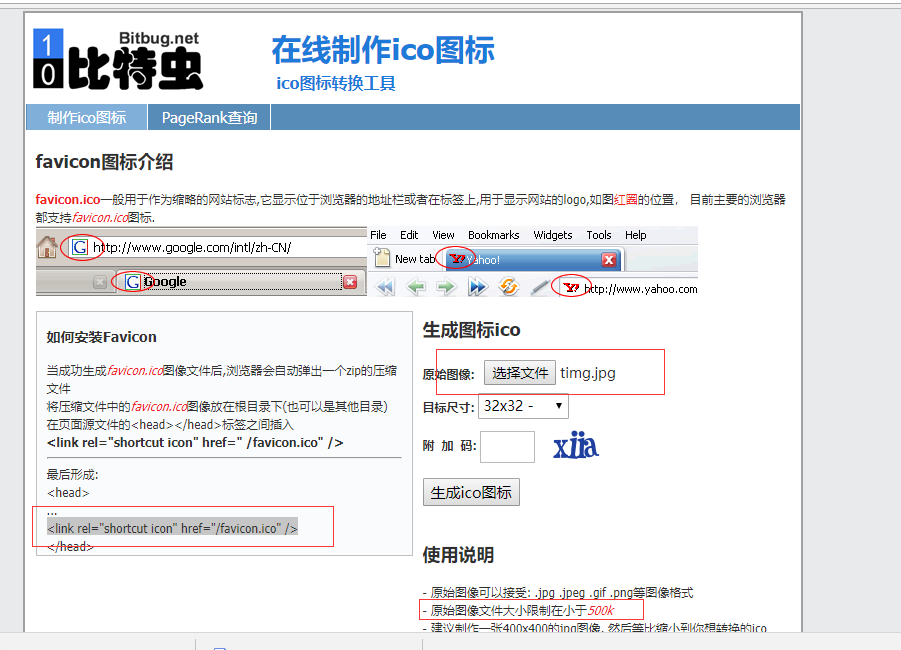 10
Bitbug.net
比特虫
在线制作ico图标
ico图标转换工具
制作ico图标 PageRank查询
favicon图标介绍
favicon.ico一般用于作为缩略的网站标志,它显示位于浏览器的地址栏或者在标签上,用于显示网站的logo,如图红圈的位置, 目前主要的浏览器
都支持favicon.ico图标.
http://www.google.com/intl/zh-CN/
Google
File Edit View Bookmarks Widgets Tools Help
New tab Yahoo!
http://www.yahoo.com
如何安装Favicon
当成功生成favicon.ico图像文件后,浏览器会自动弹出一个zip的压缩
文件
将压缩文件中的favicon.ico图像放在根目录下(也可以是其他目录)
在页面源文件的<head></head>标签之间插入
<link rel="shortcut icon" href=" /favicon.ico" />
最后形成:
<head>
...
<link rel="shortcut icon" href="/favicon.ico" />
</head>
生成图标ico
原始图像: 选择文件 timg.jpg
目标尺寸: 32x32 -
附 加 码: xiia
生成ico图标
使用说明
- 原始图像可以接受: .jpg .jpeg .gif .png等图像格式
- 原始图像文件大小限制在小于500k
- 建议制作一张400x400的jpg图像, 然后等比缩小到你想转换的ico